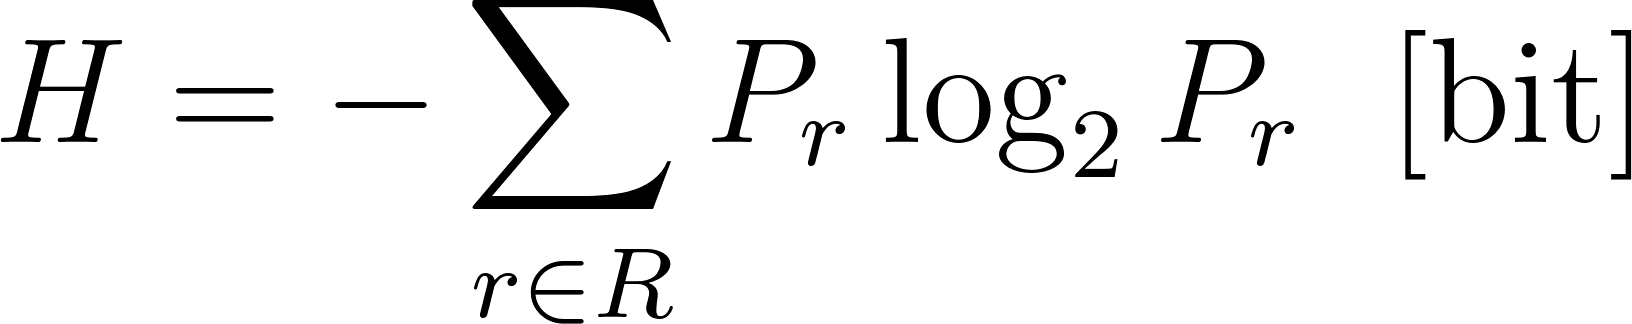 H = − ∑ P_r log_2 P_r [bit]
r∈R